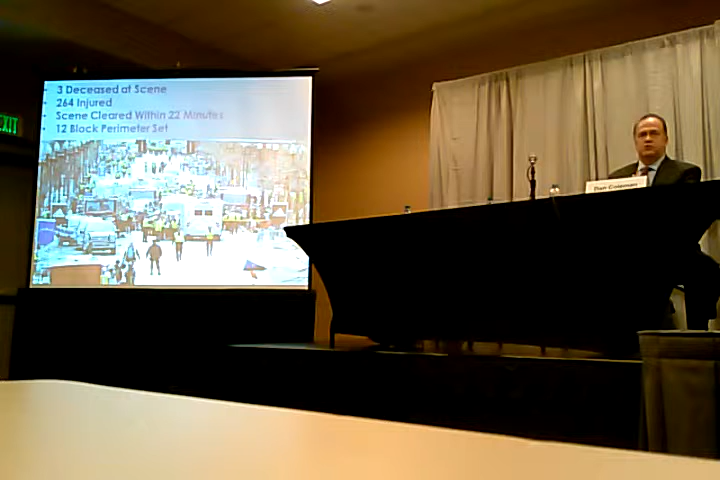 3 Deceased at Scene
264 Injured
Scene Cleared Within 22 Minutes
12 Block Perimeter Set
EXIT
Dan Coleman